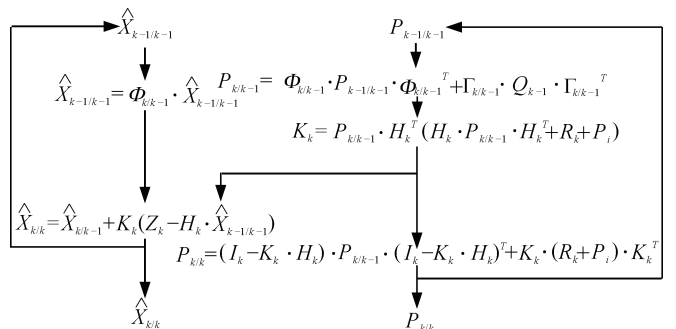 X̂_{k-1/k-1}
P_{k-1/k-1}
X̂_{k-1/k-1} = Φ_{k/k-1} · X̂_{k-1/k-1}
P_{k/k-1} = Φ_{k/k-1} · P_{k-1/k-1} · Φ_{k/k-1}^T + Γ_{k/k-1} · Q_{k-1} · Γ_{k/k-1}^T
K_k = P_{k/k-1} · H_k^T (H_k · P_{k/k-1} · H_k^T + R_k + P_i)
X̂_{k/k} = X̂_{k/k-1} + K_k (Z_k − H_k · X̂_{k-1/k-1})
P_{k/k} = (I_k − K_k · H_k) · P_{k/k-1} · (I_k − K_k · H_k)^T + K_k · (R_k + P_i) · K_k^T
X̂_{k/k}
P_{k/k}